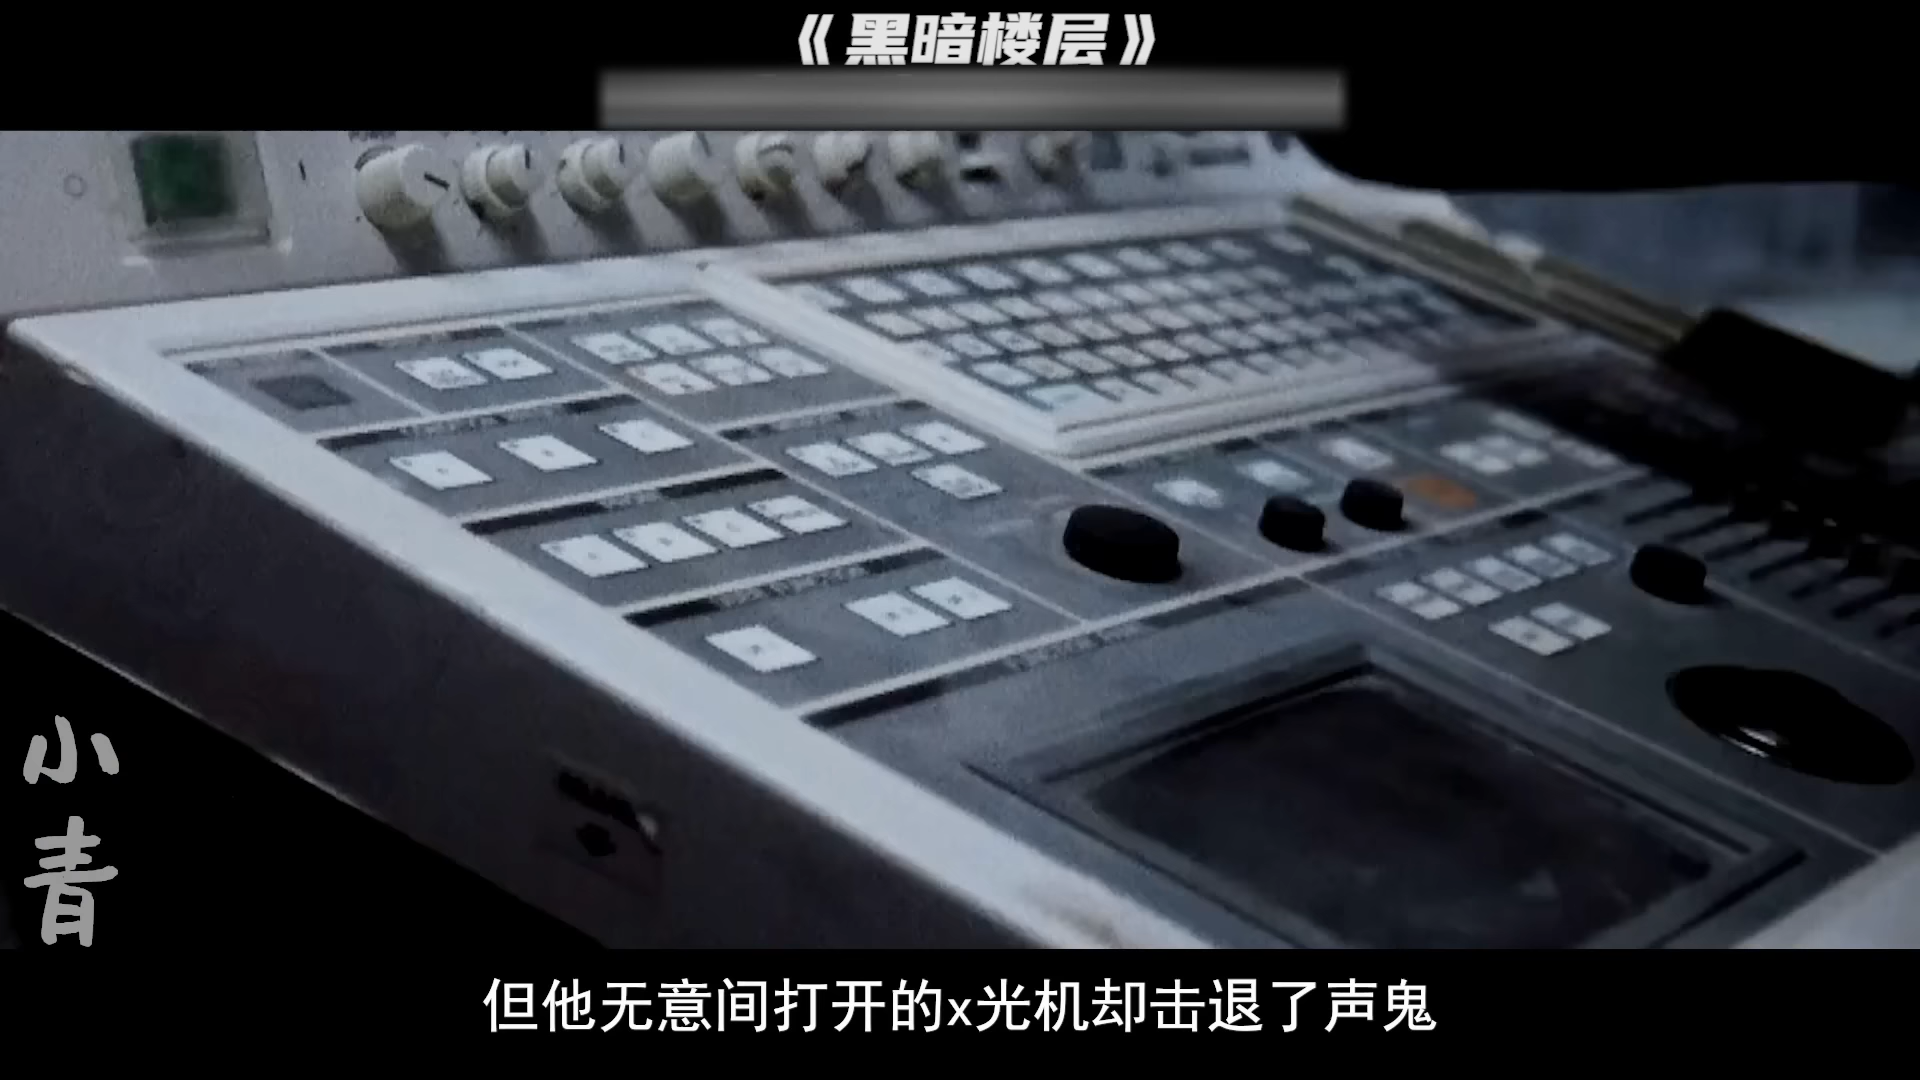 《黑暗楼层》
小青
但他无意间打开的x光机却击退了声鬼